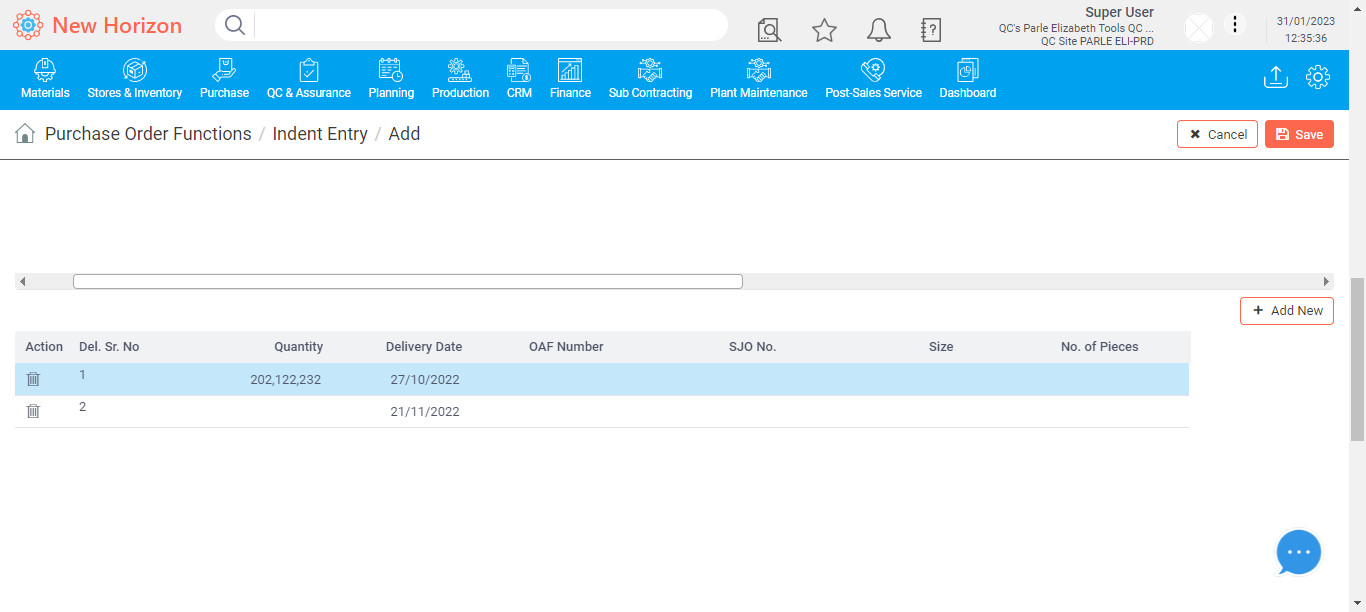 New Horizon
Super User
QC's Parle Elizabeth Tools QC ...
QC Site PARLE ELI-PRD
31/01/2023
12:35:36
Materials
Stores & Inventory
Purchase
QC & Assurance
Planning
Production
CRM
Finance
Sub Contracting
Plant Maintenance
Post-Sales Service
Dashboard
Purchase Order Functions / Indent Entry / Add
Cancel
Save
Add New
Action Del. Sr. No Quantity Delivery Date OAF Number SJO No. Size No. of Pieces
1 202,122,232 27/10/2022
2 21/11/2022